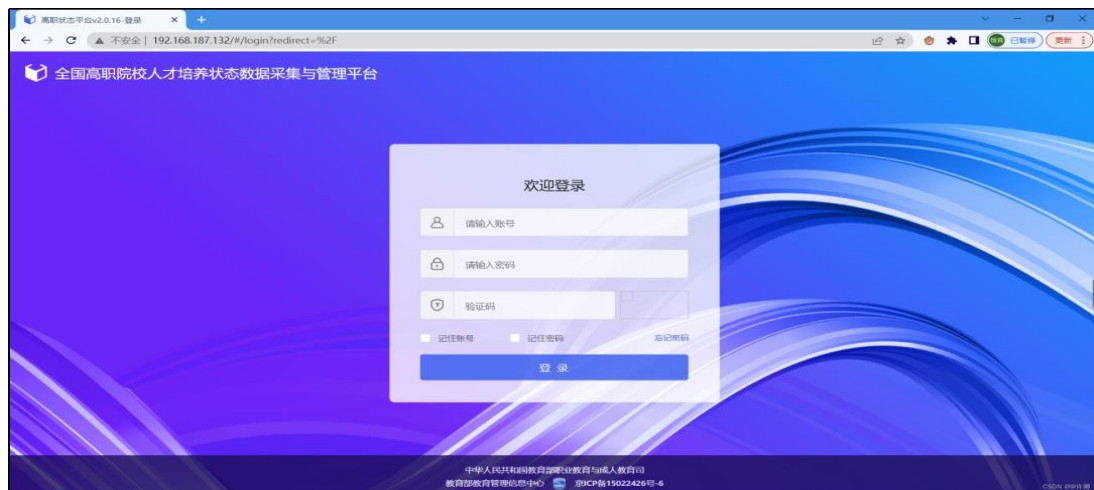 高职状态平台v2.0.16-登录
不安全 | 192.168.187.132/#/login?redirect=%2F
已暂停
更新
全国高职院校人才培养状态数据采集与管理平台
欢迎登录
请输入账号
请输入密码
验证码
记住账号 记住密码 忘记密码
登 录
中华人民共和国教育部职业教育与成人教育司
教育部教育管理信息中心 京ICP备15022426号-6